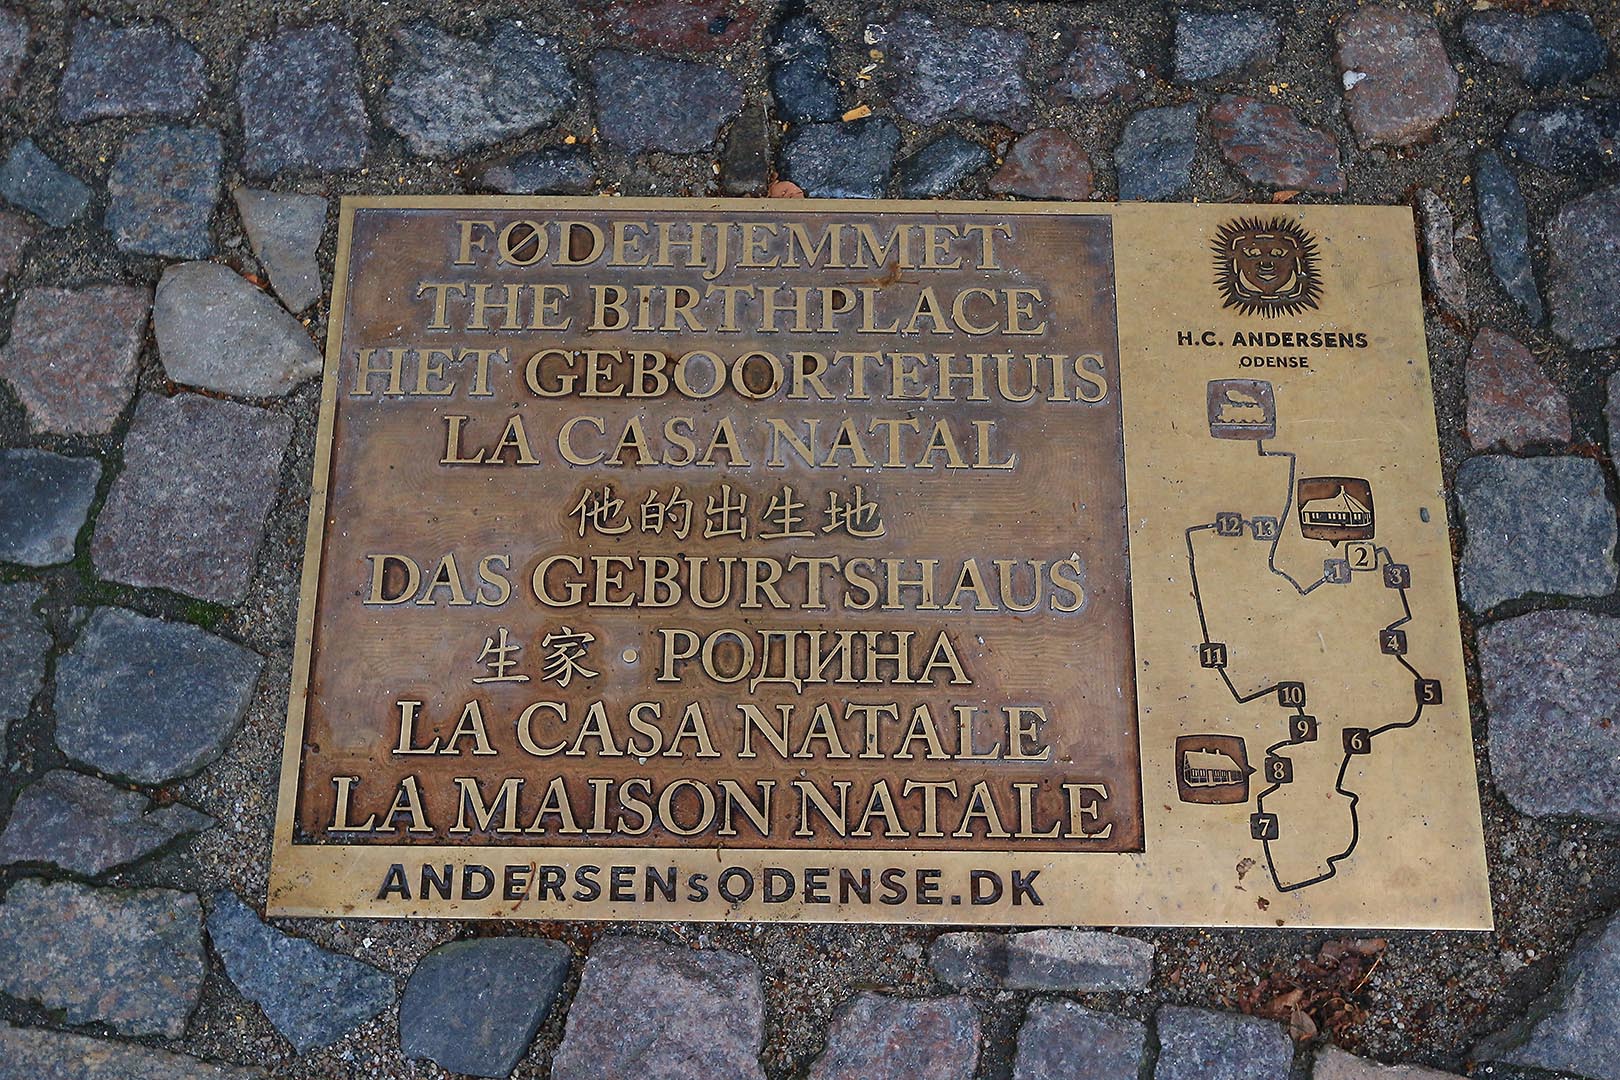 FØDEHJEMMET
THE BIRTHPLACE
HET GEBOORTEHUIS
LA CASA NATAL
他的出生地
DAS GEBURTSHAUS
生家 • РОДИНА
LA CASA NATALE
LA MAISON NATALE
ANDERSENsODENSE.DK
H.C. ANDERSENS
ODENSE
12
13
1
2
3
4
11
5
10
9
6
8
7